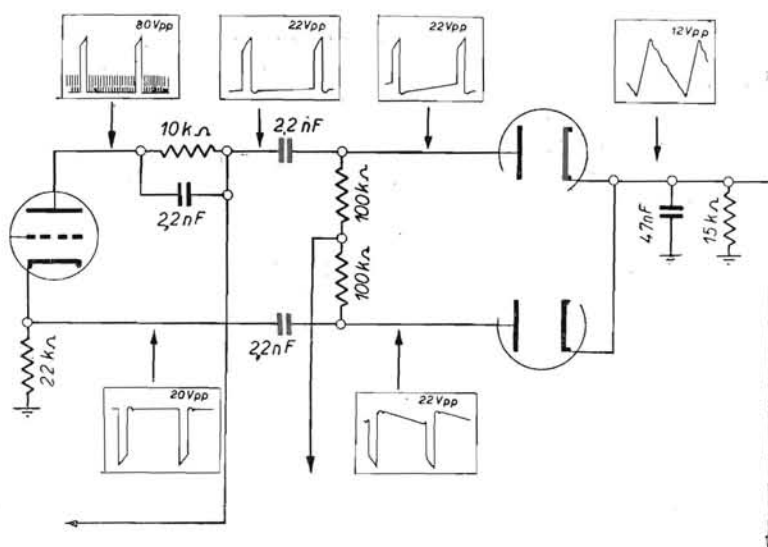 80Vpp
22Vpp
22Vpp
12Vpp
10kΩ
2,2nF
2,2nF
100kΩ
100kΩ
47nF
15kΩ
22kΩ
2,2nF
20Vpp
22Vpp